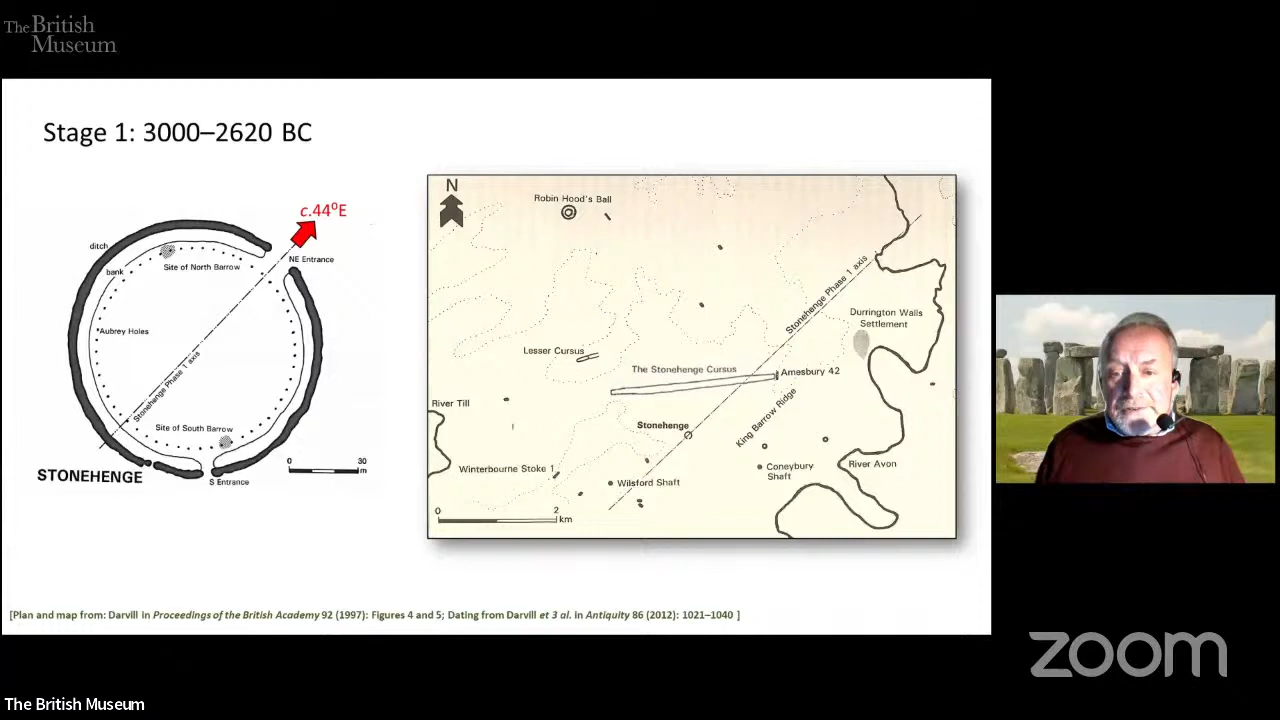 The British
Museum
Stage 1: 3000–2620 BC
c.44ºE
NE Entrance
ditch
bank
Site of North Barrow
Aubrey Holes
Stonehenge Phase 1 axis
Site of South Barrow
S Entrance
0 30
m
STONEHENGE
N
Robin Hood's Ball
Stonehenge Phase 1 axis
Durrington Walls
Settlement
Lesser Cursus
The Stonehenge Cursus
Amesbury 42
River Till
King Barrow Ridge
Stonehenge
Winterbourne Stoke 1
Wilsford Shaft
Coneybury
Shaft
River Avon
0 2
km
[Plan and map from: Darvill in Proceedings of the British Academy 92 (1997): Figures 4 and 5; Dating from Darvill et 3 al. in Antiquity 86 (2012): 1021–1040 ]
zoom
The British Museum